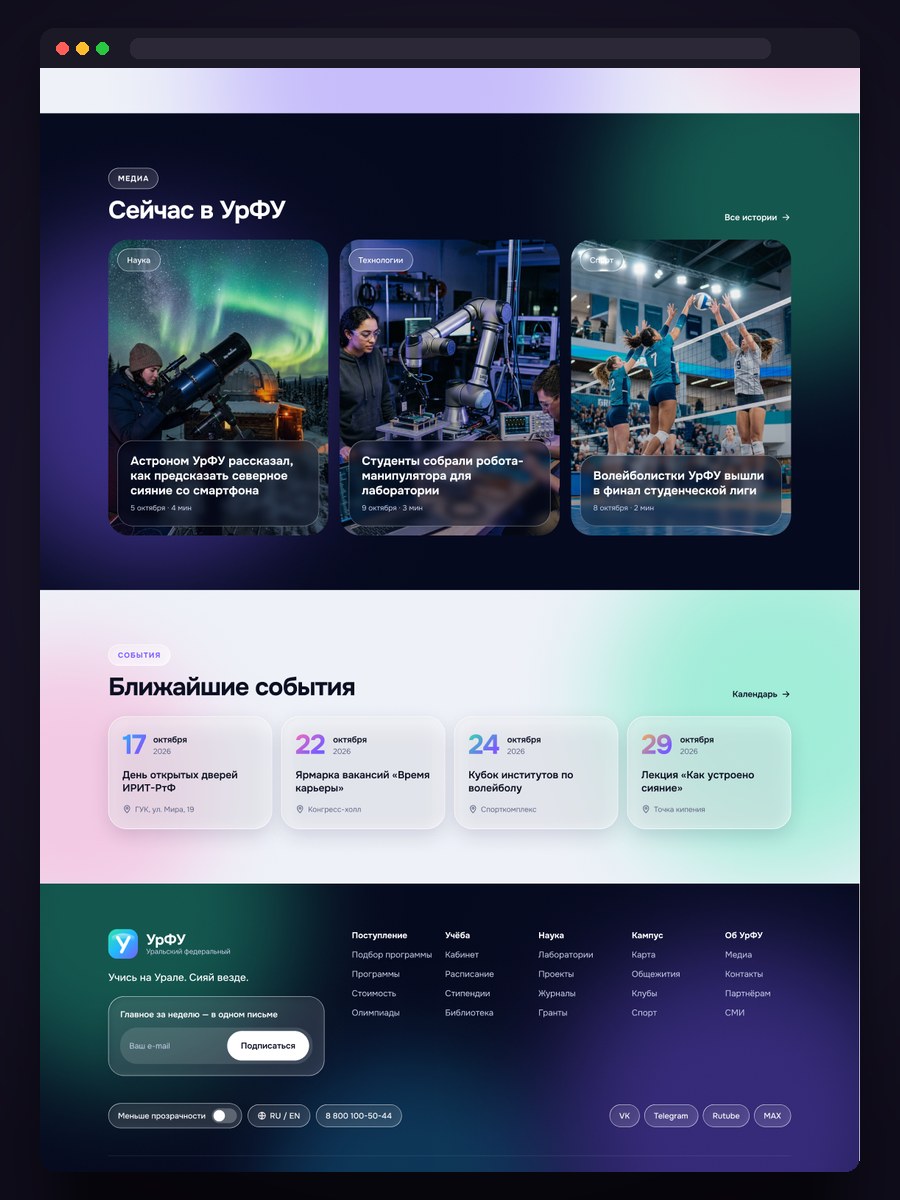 МЕДИА
Сейчас в УрФУ
Все истории →
Наука
Технологии
Спорт
Астроном УрФУ рассказал,
как предсказать северное
сияние со смартфона
5 октября · 4 мин
Студенты собрали робота-
манипулятора для
лаборатории
9 октября · 3 мин
Волейболистки УрФУ вышли
в финал студенческой лиги
8 октября · 2 мин
СОБЫТИЯ
Ближайшие события
Календарь →
17 октября
2026
День открытых дверей
ИРИТ-РтФ
ГУК, ул. Мира, 19
22 октября
2026
Ярмарка вакансий «Время
карьеры»
Конгресс-холл
24 октября
2026
Кубок институтов по
волейболу
Спорткомплекс
29 октября
2026
Лекция «Как устроено
сияние»
Точка кипения
УрФУ
Уральский федеральный
Учись на Урале. Сияй везде.
Главное за неделю — в одном письме
Ваш e-mail
Подписаться
Поступление
Подбор программы
Программы
Стоимость
Олимпиады
Учёба
Кабинет
Расписание
Стипендии
Библиотека
Наука
Лаборатории
Проекты
Журналы
Гранты
Кампус
Карта
Общежития
Клубы
Спорт
Об УрФУ
Медиа
Контакты
Партнёрам
СМИ
Меньше прозрачности
RU / EN
8 800 100-50-44
VK
Telegram
Rutube
MAX